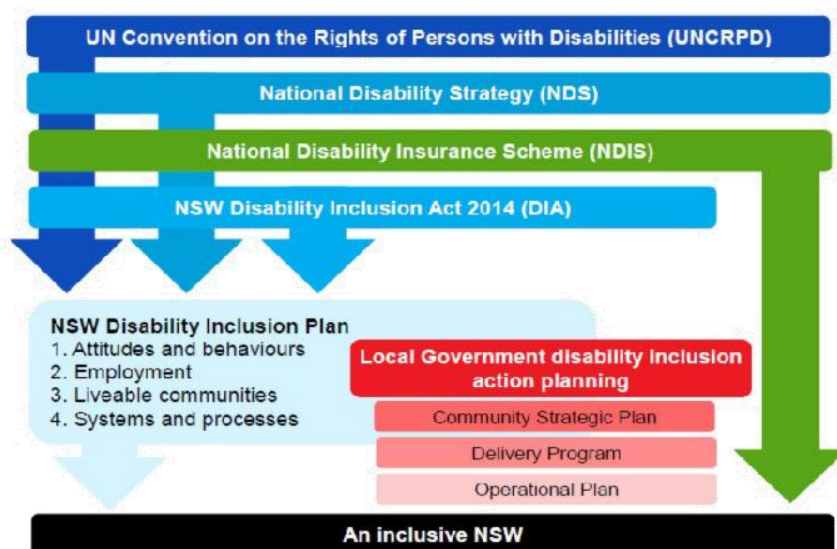 UN Convention on the Rights of Persons with Disabilities (UNCRPD)
National Disability Strategy (NDS)
National Disability Insurance Scheme (NDIS)
NSW Disability Inclusion Act 2014 (DIA)
NSW Disability Inclusion Plan
1. Attitudes and behaviours
2. Employment
3. Liveable communities
4. Systems and processes
Local Government disability inclusion
action planning
Community Strategic Plan
Delivery Program
Operational Plan
An inclusive NSW